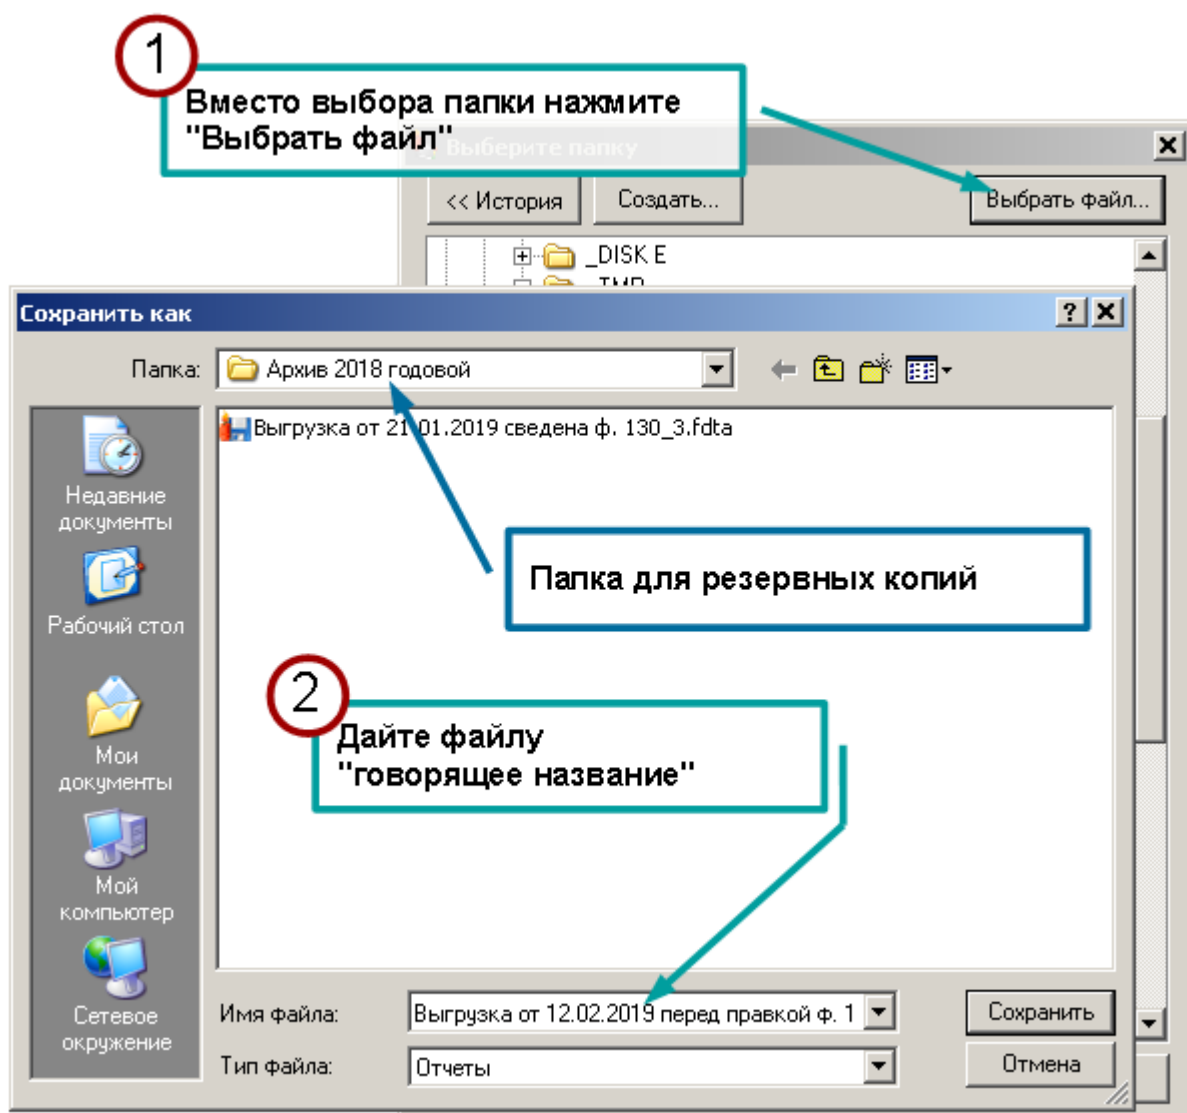 1
Вместо выбора папки нажмите
"Выбрать файл"
Выберите папку
<< История
Создать...
Выбрать файл...
_DISK E
_TMP
Сохранить как
Папка:
Архив 2018 годовой
Выгрузка от 21.01.2019 сведена ф. 130_3.fdta
Недавние
документы
Рабочий стол
Мои
документы
Мой
компьютер
Сетевое
окружение
Папка для резервных копий
2
Дайте файлу
"говорящее название"
Имя файла:
Выгрузка от 12.02.2019 перед правкой ф. 1
Сохранить
Тип файла:
Отчеты
Отмена